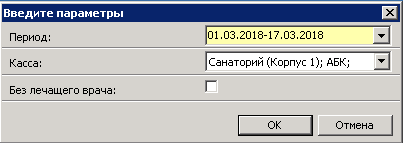 Введите параметры
Период: 01.03.2018-17.03.2018
Касса: Санаторий (Корпус 1); АБК;
Без лечащего врача:
ОК Отмена